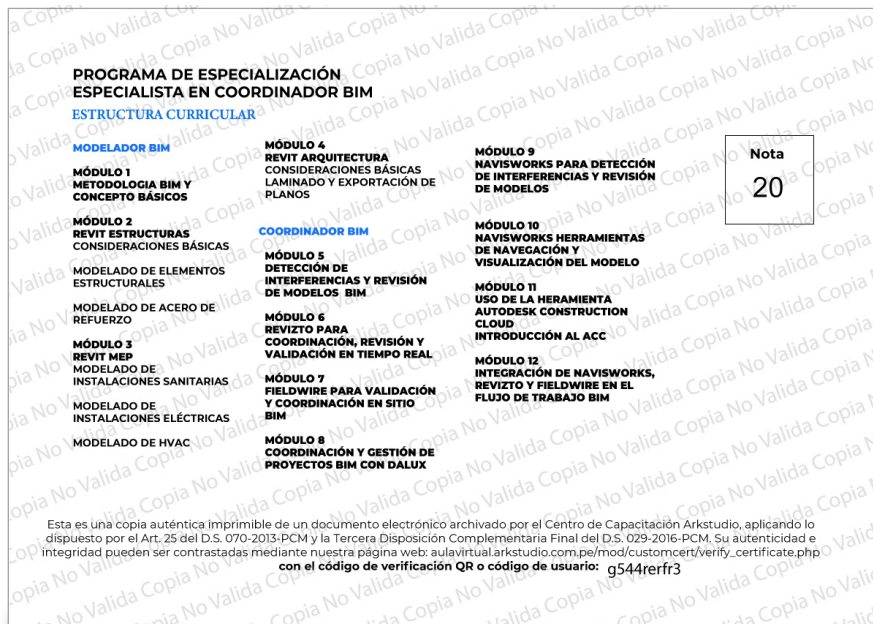 PROGRAMA DE ESPECIALIZACIÓN
ESPECIALISTA EN COORDINADOR BIM
ESTRUCTURA CURRICULAR
MODELADOR BIM
MÓDULO 1
METODOLOGIA BIM Y
CONCEPTO BÁSICOS
MÓDULO 2
REVIT ESTRUCTURAS
CONSIDERACIONES BÁSICAS
MODELADO DE ELEMENTOS
ESTRUCTURALES
MODELADO DE ACERO DE
REFUERZO
MÓDULO 3
REVIT MEP
MODELADO DE
INSTALACIONES SANITARIAS
MODELADO DE
INSTALACIONES ELÉCTRICAS
MODELADO DE HVAC
MÓDULO 4
REVIT ARQUITECTURA
CONSIDERACIONES BÁSICAS
LAMINADO Y EXPORTACIÓN DE
PLANOS
COORDINADOR BIM
MÓDULO 5
DETECCIÓN DE
INTERFERENCIAS Y REVISIÓN
DE MODELOS BIM
MÓDULO 6
REVIZTO PARA
COORDINACIÓN, REVISIÓN Y
VALIDACIÓN EN TIEMPO REAL
MÓDULO 7
FIELDWIRE PARA VALIDACIÓN
Y COORDINACIÓN EN SITIO
BIM
MÓDULO 8
COORDINACIÓN Y GESTIÓN DE
PROYECTOS BIM CON DALUX
MÓDULO 9
NAVISWORKS PARA DETECCIÓN
DE INTERFERENCIAS Y REVISIÓN
DE MODELOS
MÓDULO 10
NAVISWORKS HERRAMIENTAS
DE NAVEGACIÓN Y
VISUALIZACIÓN DEL MODELO
MÓDULO 11
USO DE LA HERAMIENTA
AUTODESK CONSTRUCTION
CLOUD
INTRODUCCIÓN AL ACC
MÓDULO 12
INTEGRACIÓN DE NAVISWORKS,
REVIZTO Y FIELDWIRE EN EL
FLUJO DE TRABAJO BIM
Nota
20
Esta es una copia auténtica imprimible de un documento electrónico archivado por el Centro de Capacitación Arkstudio, aplicando lo
dispuesto por el Art. 25 del D.S. 070-2013-PCM y la Tercera Disposición Complementaria Final del D.S. 029-2016-PCM. Su autenticidad e
integridad pueden ser contrastadas mediante nuestra página web: aulavirtual.arkstudio.com.pe/mod/customcert/verify_certificate.php
con el código de verificación QR o código de usuario: g544rerfr3
Copia No Valida